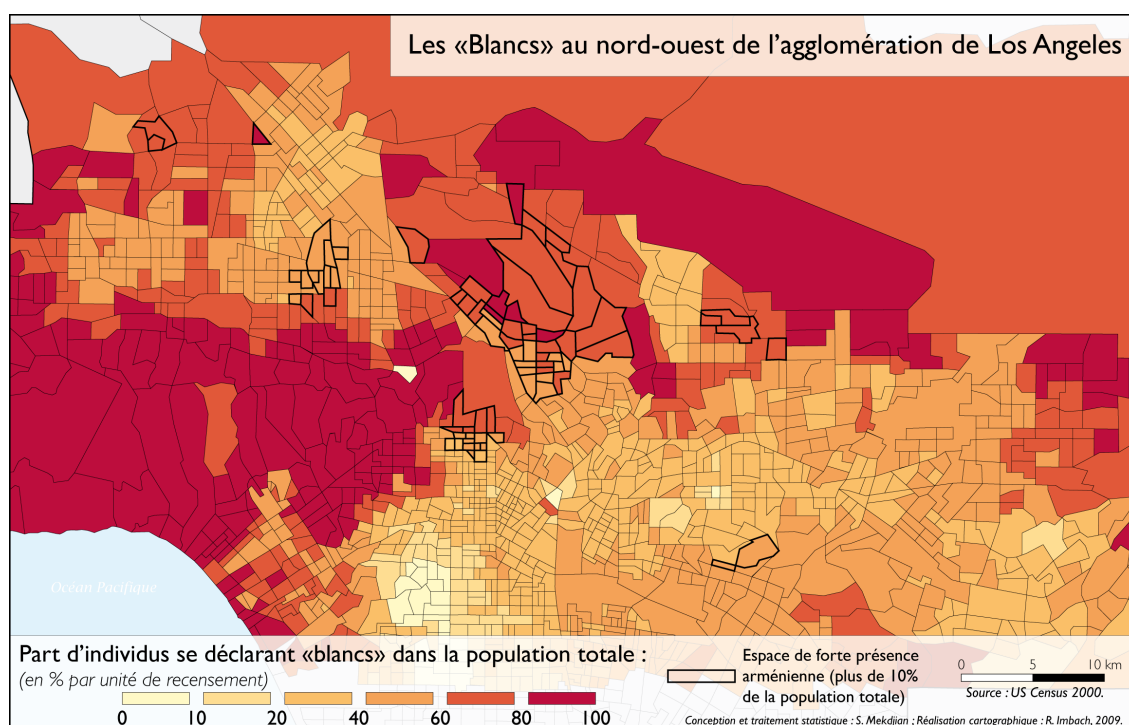 Les «Blancs» au nord-ouest de l'agglomération de Los Angeles
Océan Pacifique
Part d'individus se déclarant «blancs» dans la population totale :
(en % par unité de recensement)
0 10 20 40 60 80 100
Espace de forte présence
arménienne (plus de 10%
de la population totale)
0 5 10 km
Source : US Census 2000.
Conception et traitement statistique : S. Mekdjian ; Réalisation cartographique : R. Imbach, 2009.